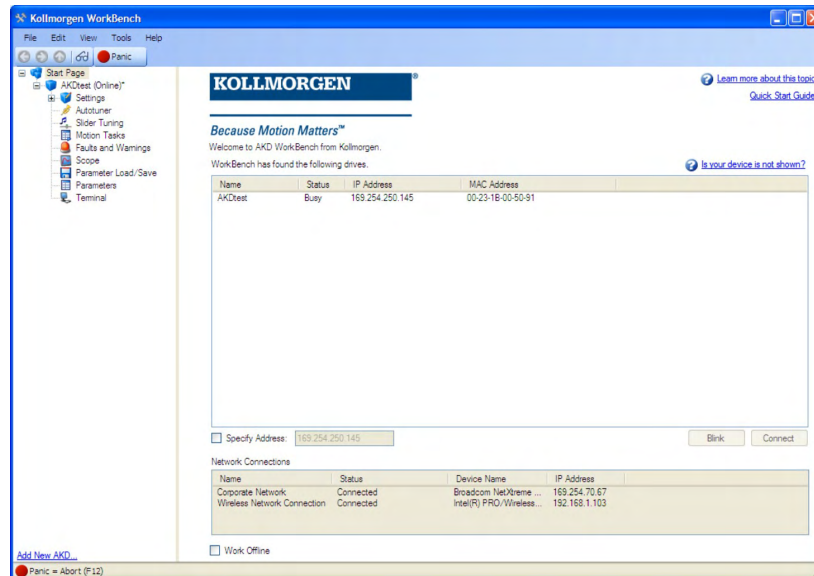 Kollmorgen WorkBench
File Edit View Tools Help
Panic
Start Page
AKDtest (Online)*
Settings
Autotuner
Slider Tuning
Motion Tasks
Faults and Warnings
Scope
Parameter Load/Save
Parameters
Terminal
Add New AKD...
KOLLMORGEN®
Because Motion Matters™
Learn more about this topic
Quick Start Guide
Welcome to AKD WorkBench from Kollmorgen.
WorkBench has found the following drives.
Is your device is not shown?
Name Status IP Address MAC Address
AKDtest Busy 169.254.250.145 00-23-1B-00-50-91
Specify Address: 169.254.250.145 Blink Connect
Network Connections
Name Status Device Name IP Address
Corporate Network Connected Broadcom NetXtreme ... 169.254.70.67
Wireless Network Connection Connected Intel(R) PRO/Wireless... 192.168.1.103
Work Offline
Panic = Abort (F12)